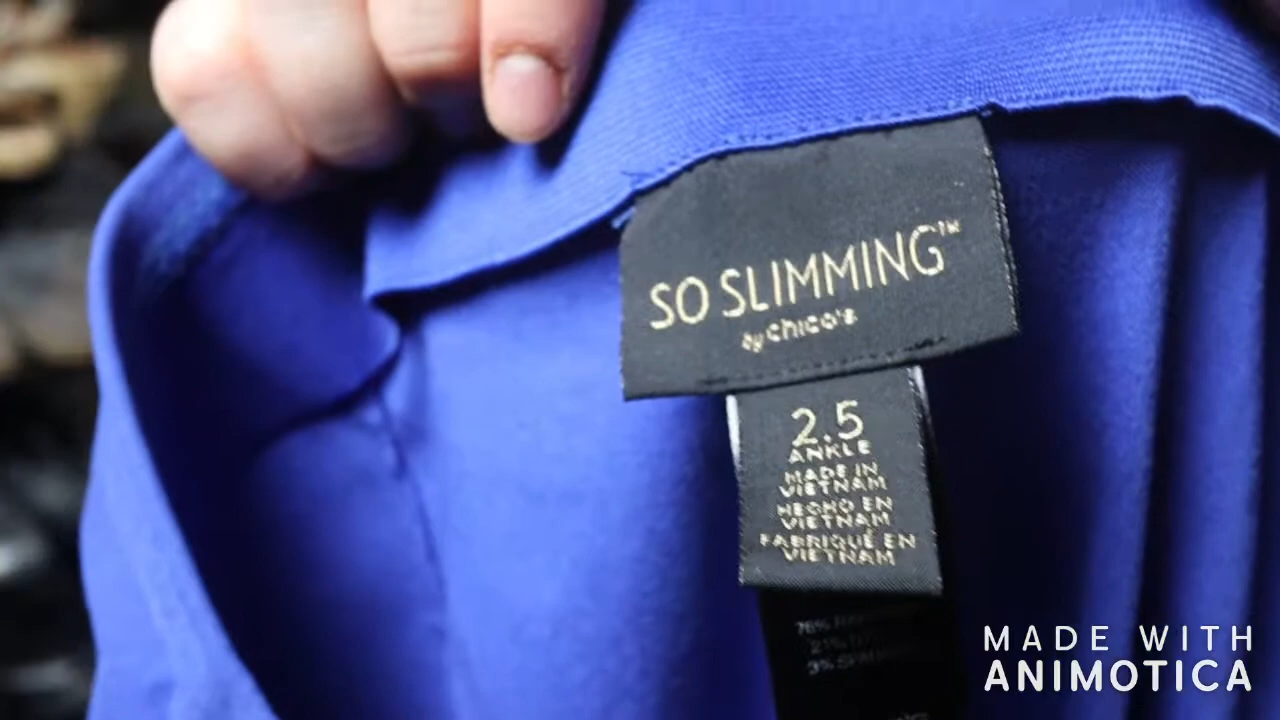 SO SLIMMING™
by chico's
2.5
ANKLE
MADE IN
VIETNAM
HECHO EN
VIETNAM
FABRIQUÉ EN
VIETNAM
MADE WITH
ANIMOTICA